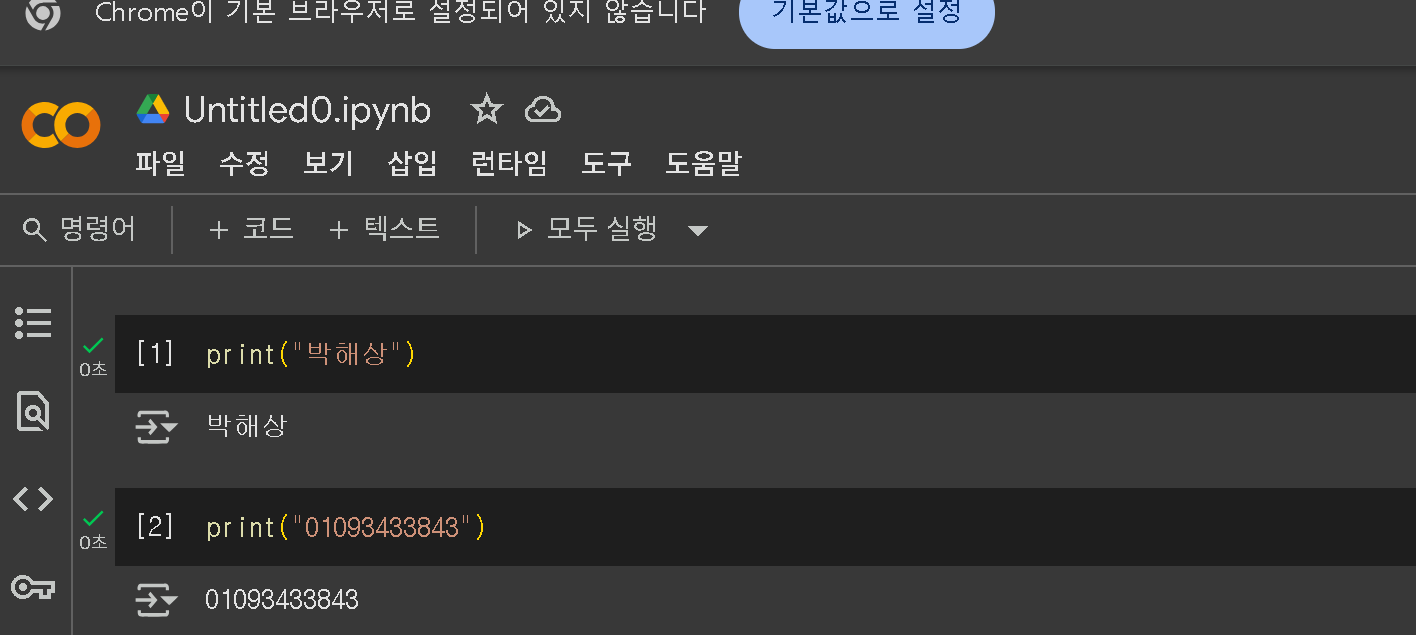 Chrome이 기본 브라우저로 설정되어 있지 않습니다 기본값으로 설정
Untitled0.ipynb
파일 수정 보기 삽입 런타임 도구 도움말
명령어 + 코드 + 텍스트 모두 실행
[1] print("박해상")
0초
박해상
[2] print("01093433843")
0초
01093433843